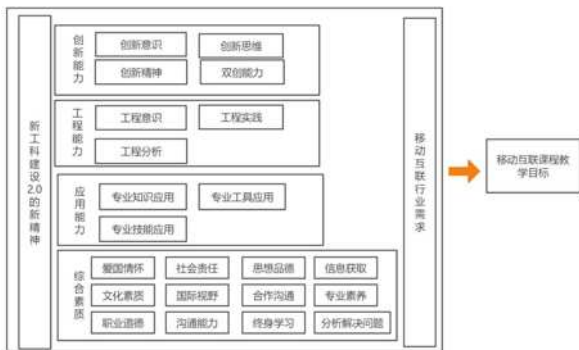 新工科建设2.0的新精神
创新能力
创新意识
创新思维
创新精神
双创能力
工程能力
工程意识
工程实践
工程分析
应用能力
专业知识应用
专业工具应用
专业技能应用
综合素质
爱国情怀
社会责任
思想品德
信息获取
文化素质
国际视野
合作沟通
专业素养
职业道德
沟通能力
终身学习
分析解决问题
移动互联行业需求
移动互联课程教
学目标